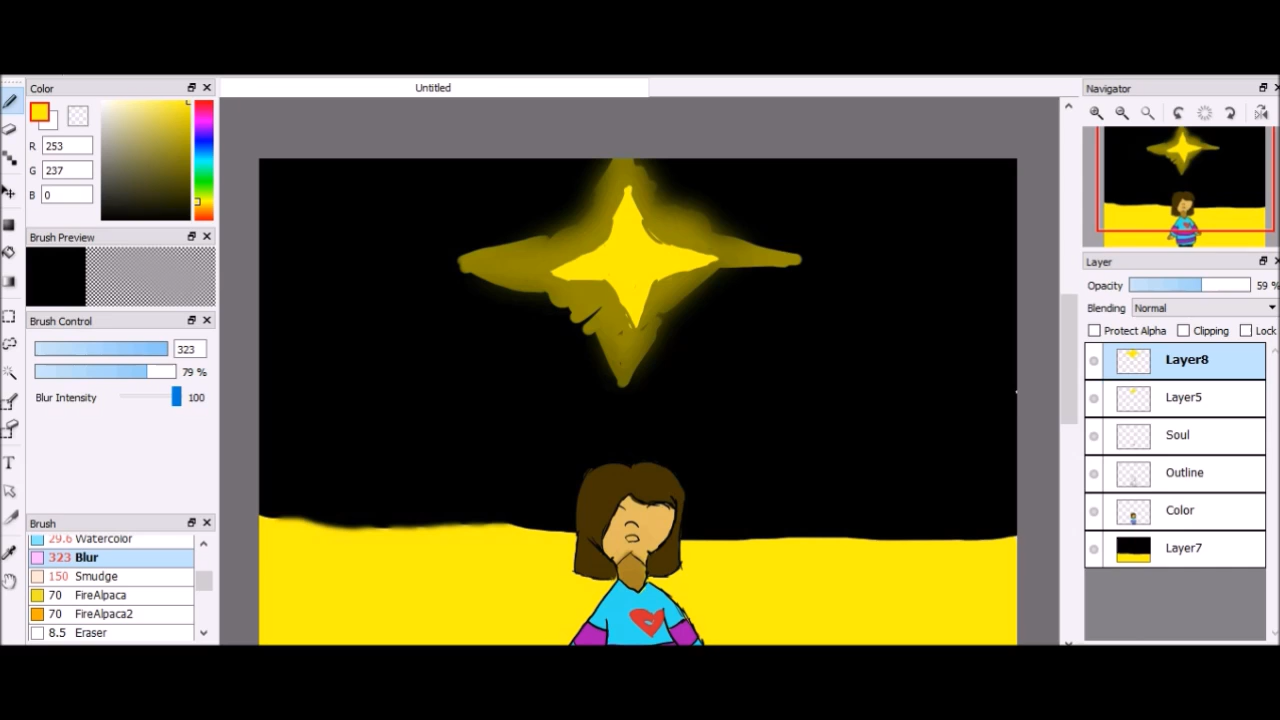 Color
Untitled
Navigator
R 253
G 237
B 0
Brush Preview
Brush Control
323
79 %
Blur Intensity 100
Brush
29.6 Watercolor
323 Blur
150 Smudge
70 FireAlpaca
70 FireAlpaca2
8.5 Eraser
T
Layer
Opacity 59 %
Blending Normal
Protect Alpha Clipping Lock
Layer8
Layer5
Soul
Outline
Color
Layer7